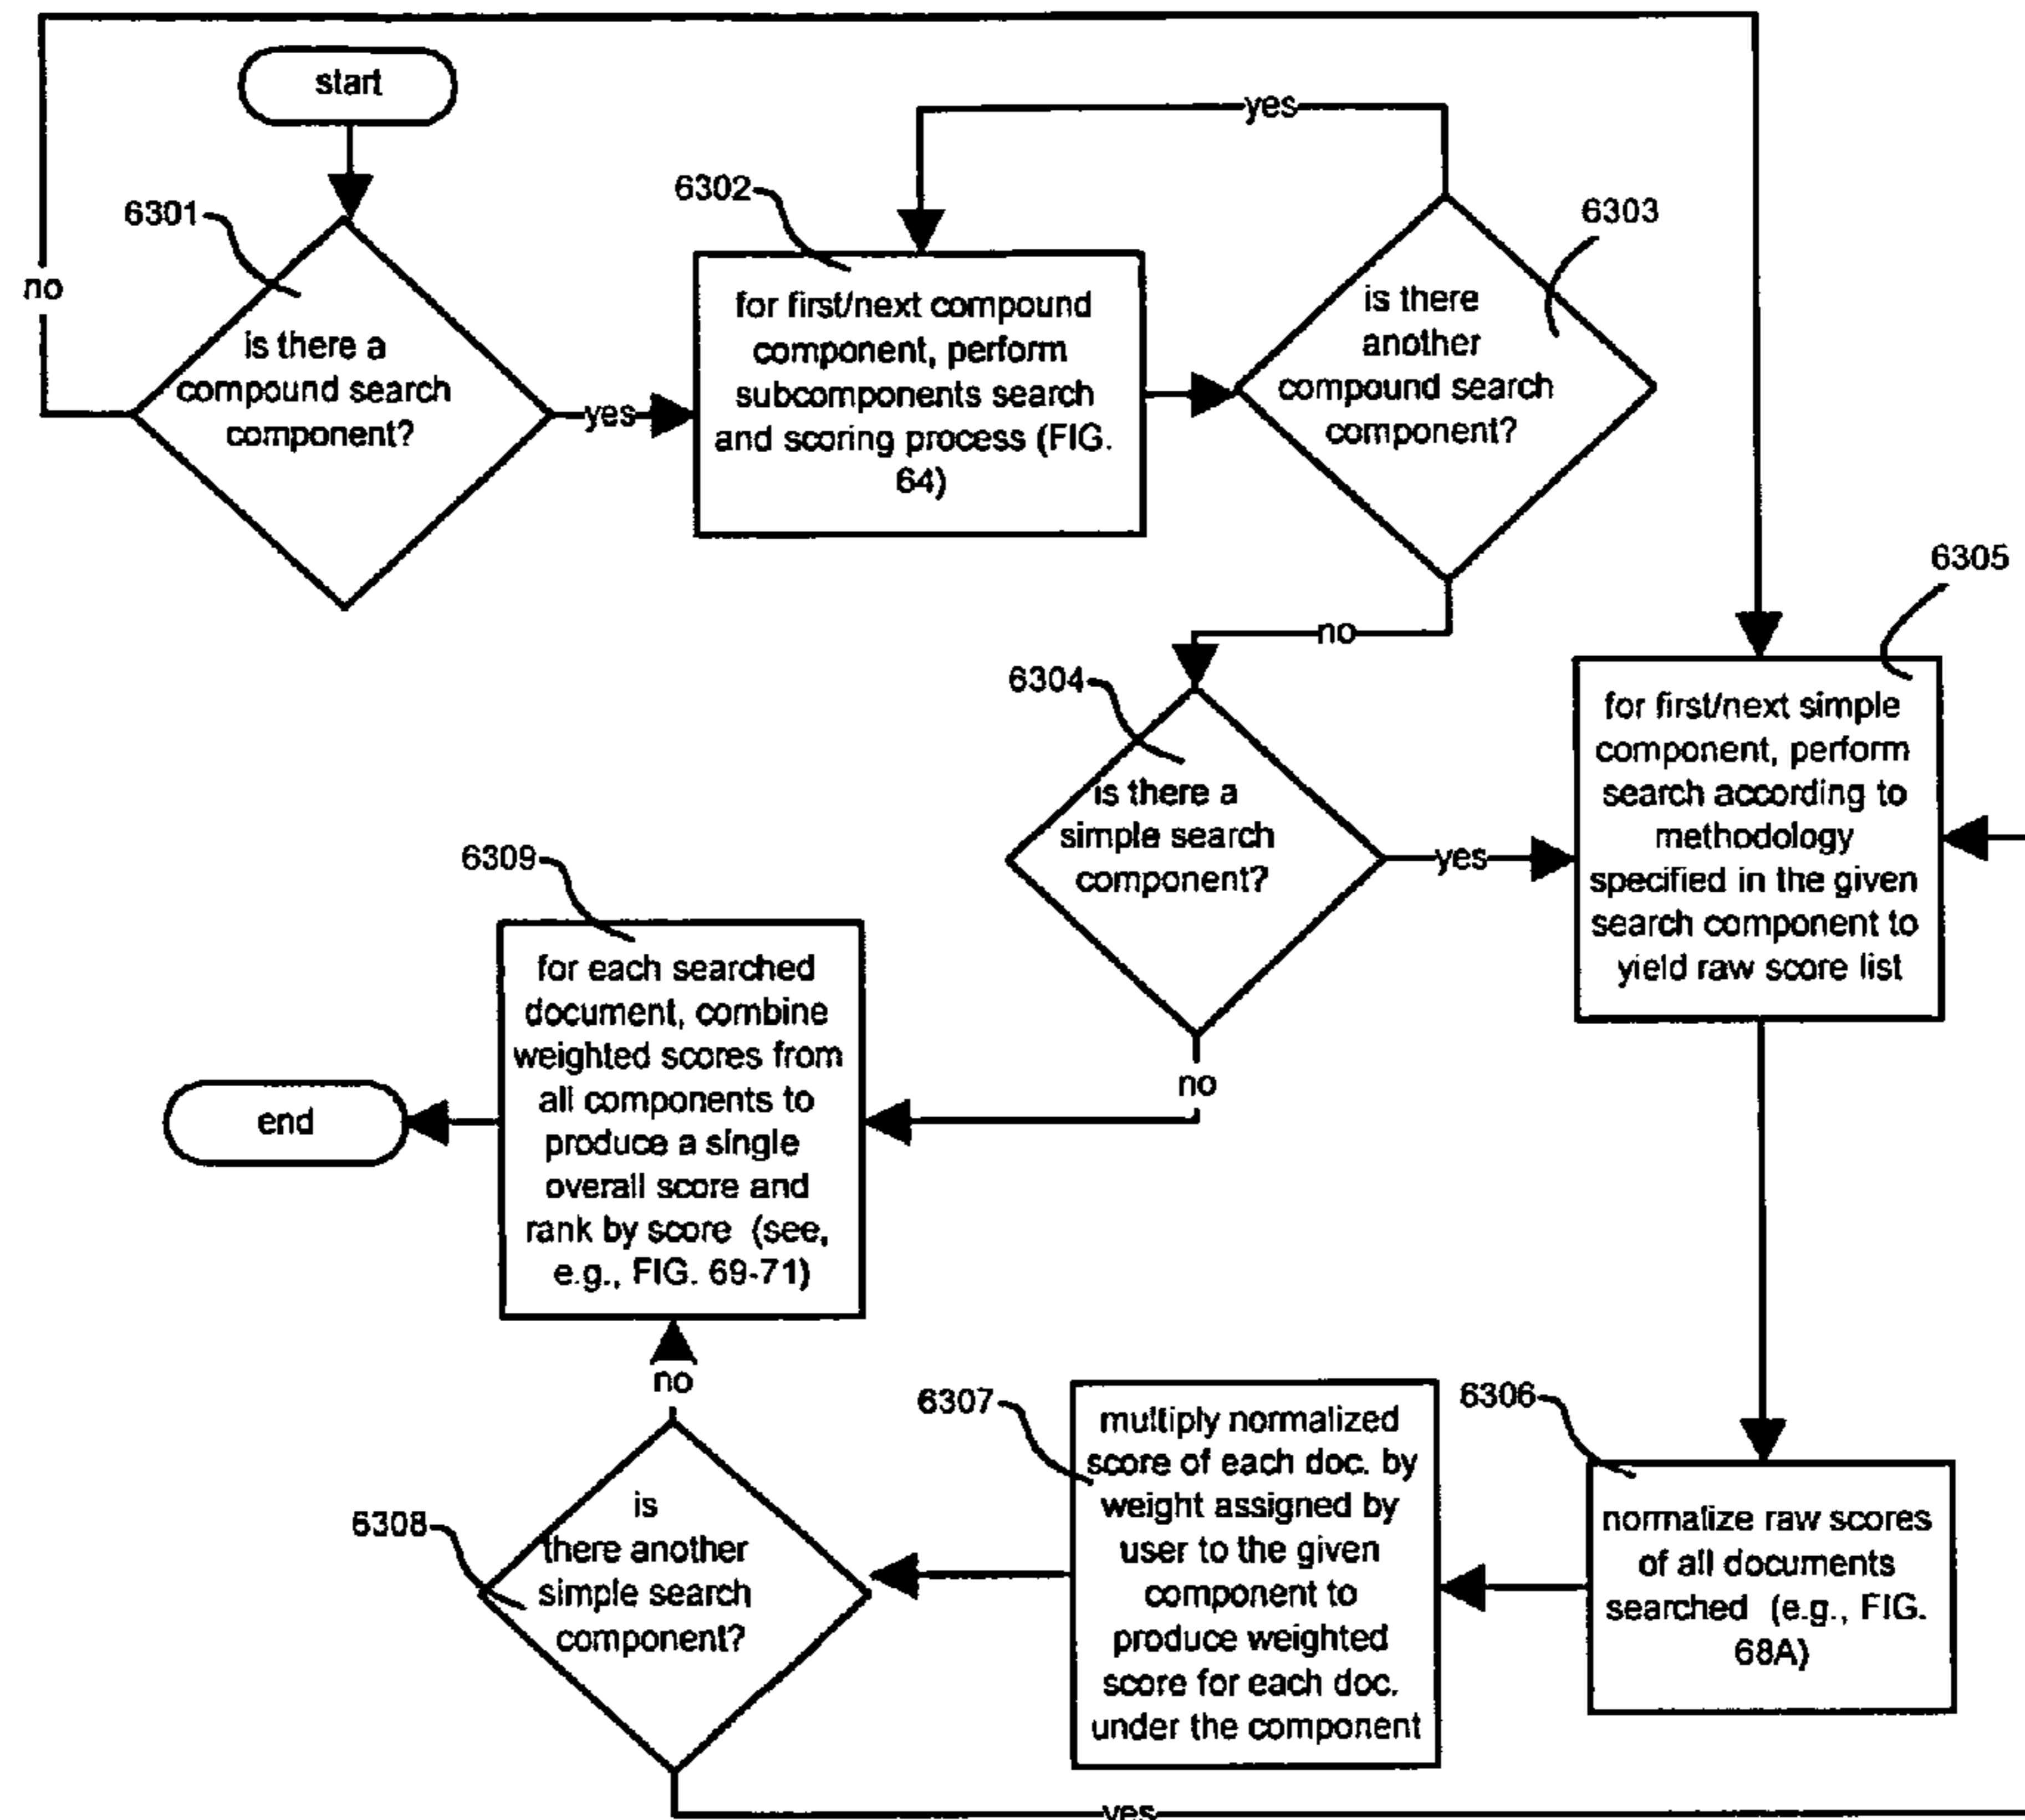 start
yes
6302
6303
6301
no
is there a
compound search
component?
yes
for first/next compound
component, perform
subcomponents search
and scoring process (FIG.
64)
is there
another
compound search
component?
6305
no
6304
is there a
simple search
component?
yes
for first/next simple
component, perform
search according to
methodology
specified in the given
search component to
yield raw score list
6309
for each searched
document, combine
weighted scores from
all components to
produce a single
overall score and
rank by score (see,
e.g., FIG. 69-71)
no
end
no
6307
6306
multiply normalized
score of each doc. by
weight assigned by
user to the given
component to
produce weighted
score for each doc.
under the component
normalize raw scores
of all documents
searched (e.g., FIG.
68A)
6308
is
there another
simple search
component?
yes